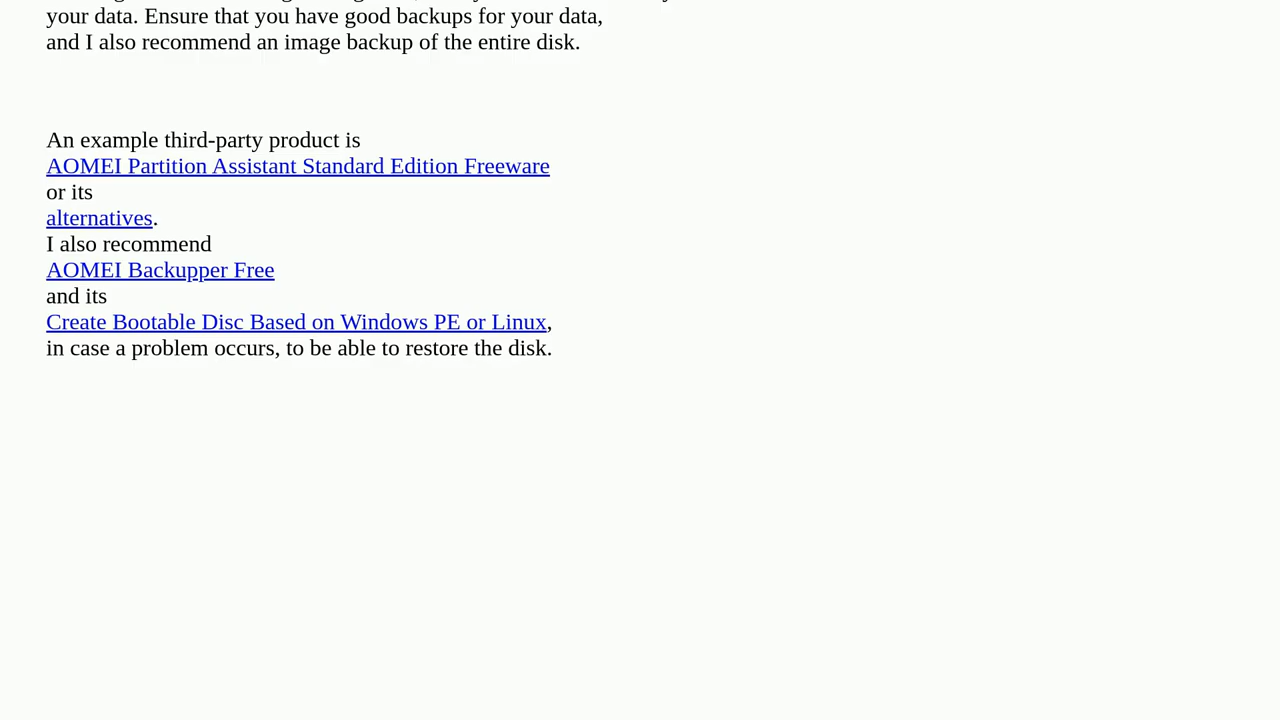 your data. Ensure that you have good backups for your data,
and I also recommend an image backup of the entire disk.
An example third-party product is
AOMEI Partition Assistant Standard Edition Freeware
or its
alternatives.
I also recommend
AOMEI Backupper Free
and its
Create Bootable Disc Based on Windows PE or Linux,
in case a problem occurs, to be able to restore the disk.